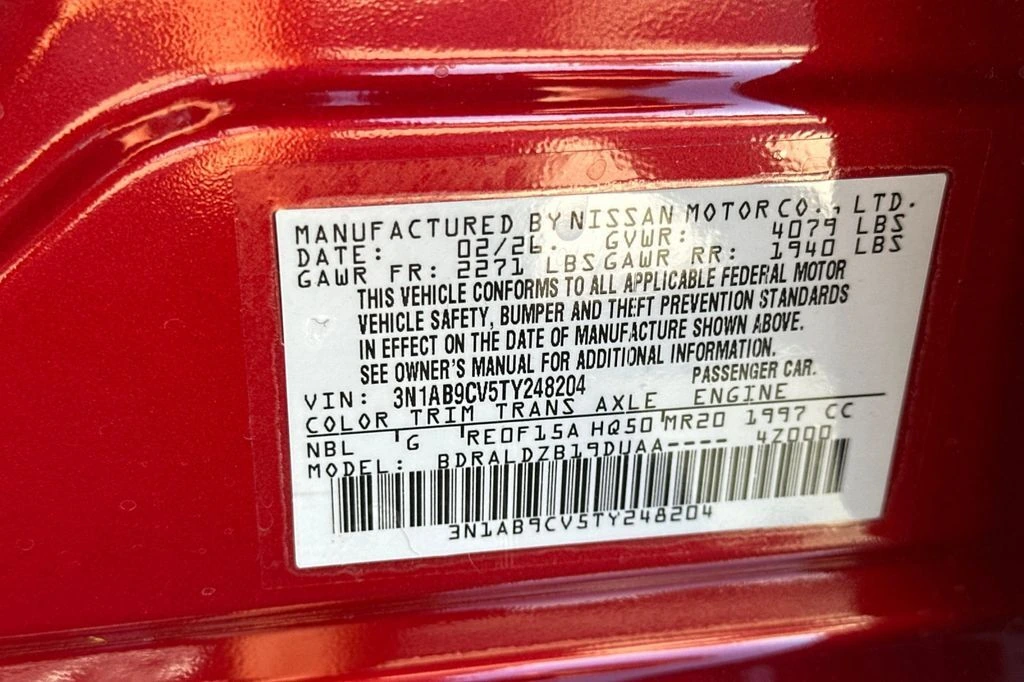 MANUFACTURED BY NISSAN MOTOR CO., LTD.
DATE: 02/26. GVWR: 4079 LBS
GAWR FR: 2271 LBS GAWR RR: 1940 LBS
THIS VEHICLE CONFORMS TO ALL APPLICABLE FEDERAL MOTOR
VEHICLE SAFETY, BUMPER AND THEFT PREVENTION STANDARDS
IN EFFECT ON THE DATE OF MANUFACTURE SHOWN ABOVE.
SEE OWNER'S MANUAL FOR ADDITIONAL INFORMATION.
VIN: 3N1AB9CV5TY248204 PASSENGER CAR.
COLOR TRIM TRANS AXLE ENGINE
NBL G RE0F15A HQ50 MR20 1997 CC
MODEL: BDRALDZB19DUAA---- 4Z000
3N1AB9CV5TY248204